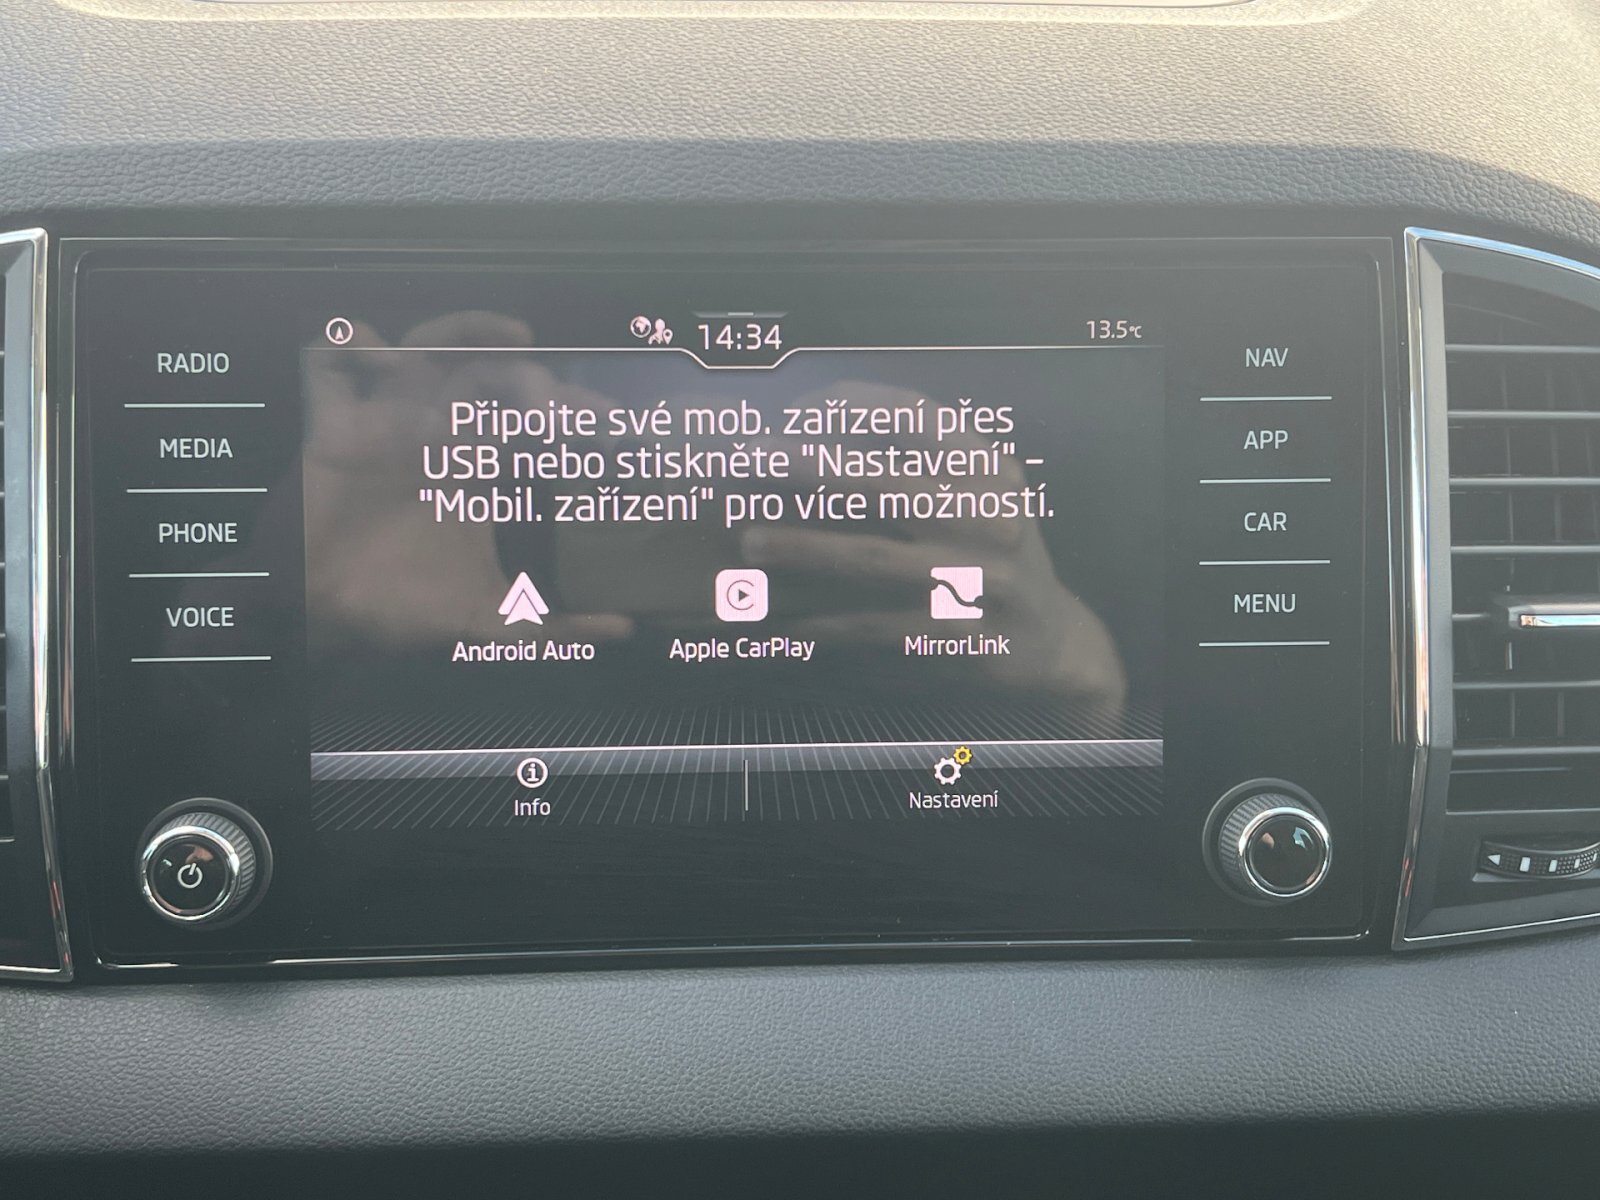 14:34
13.5°C
RADIO
MEDIA
PHONE
VOICE
Připojte své mob. zařízení přes
USB nebo stiskněte "Nastavení" –
"Mobil. zařízení" pro více možností.
Android Auto
Apple CarPlay
MirrorLink
Info
Nastavení
NAV
APP
CAR
MENU